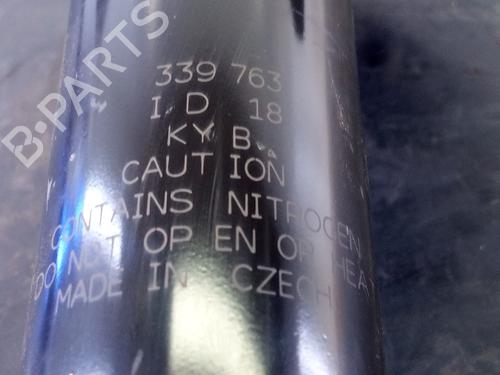 B-PARTS
339 763
I D 18
KYB
CAUTION
CONTAINS NITROGEN
DO NOT OPEN OR HEAT
MADE IN CZECH